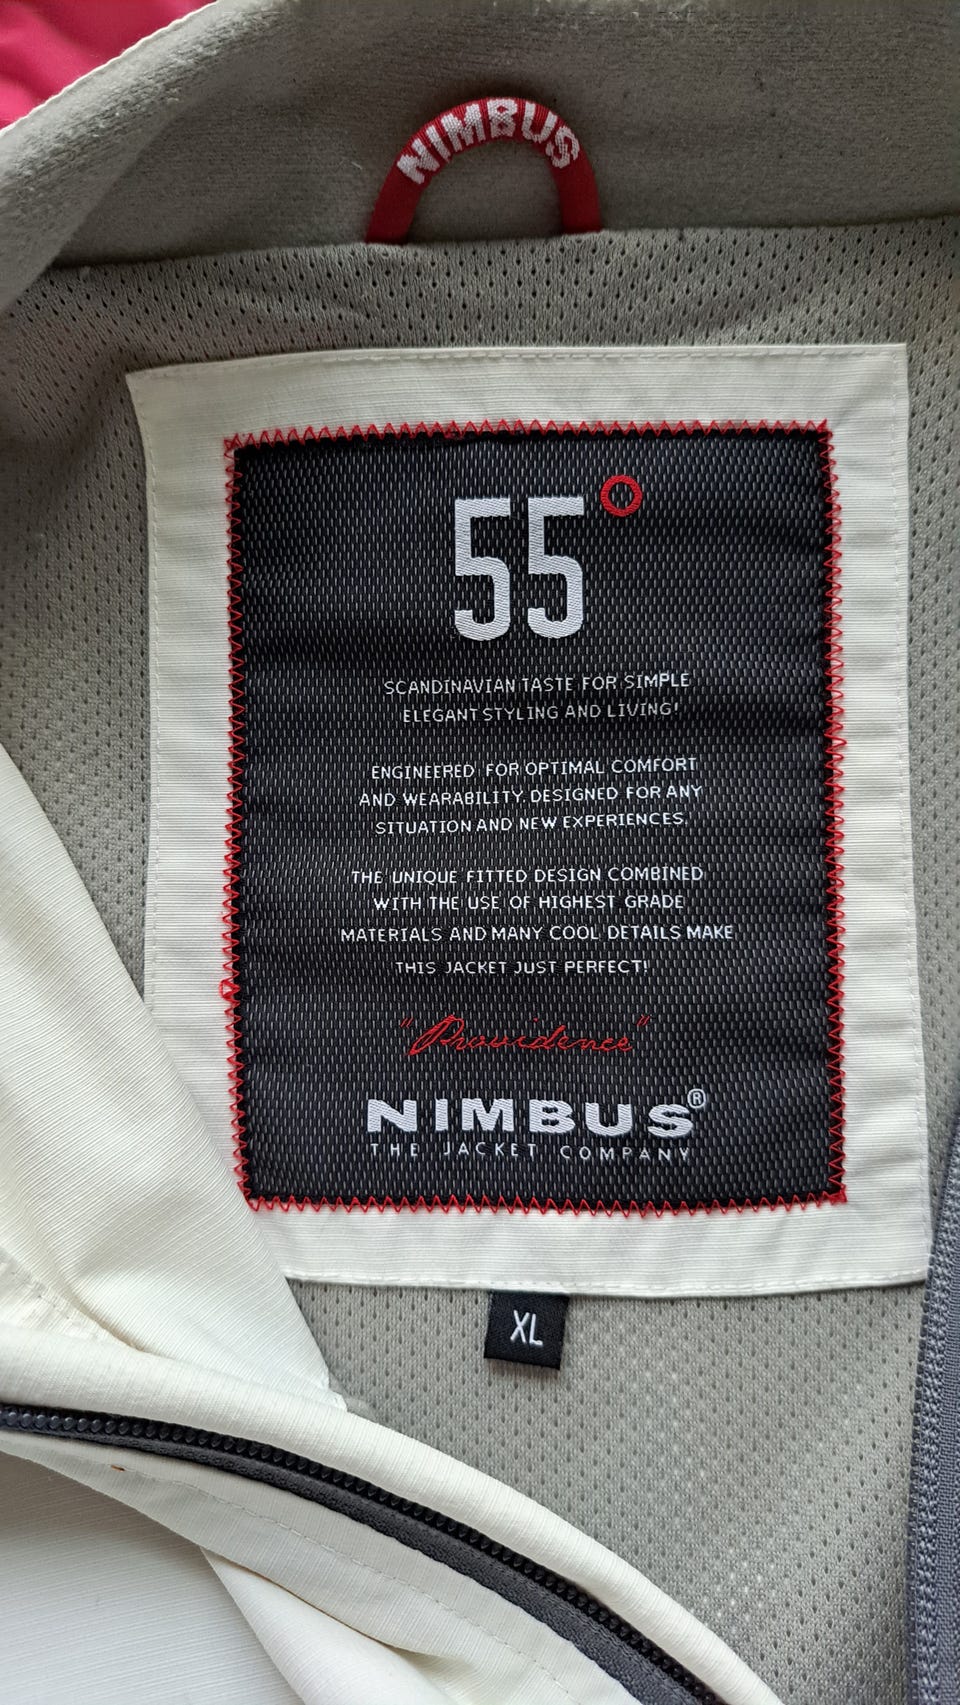 NIMBUS
55°
SCANDINAVIAN TASTE FOR SIMPLE
ELEGANT STYLING AND LIVING!
ENGINEERED FOR OPTIMAL COMFORT
AND WEARABILITY. DESIGNED FOR ANY
SITUATION AND NEW EXPERIENCES.
THE UNIQUE FITTED DESIGN COMBINED
WITH THE USE OF HIGHEST GRADE
MATERIALS AND MANY COOL DETAILS MAKE
THIS JACKET JUST PERFECT!
"Providence"
NIMBUS®
THE JACKET COMPANY
XL